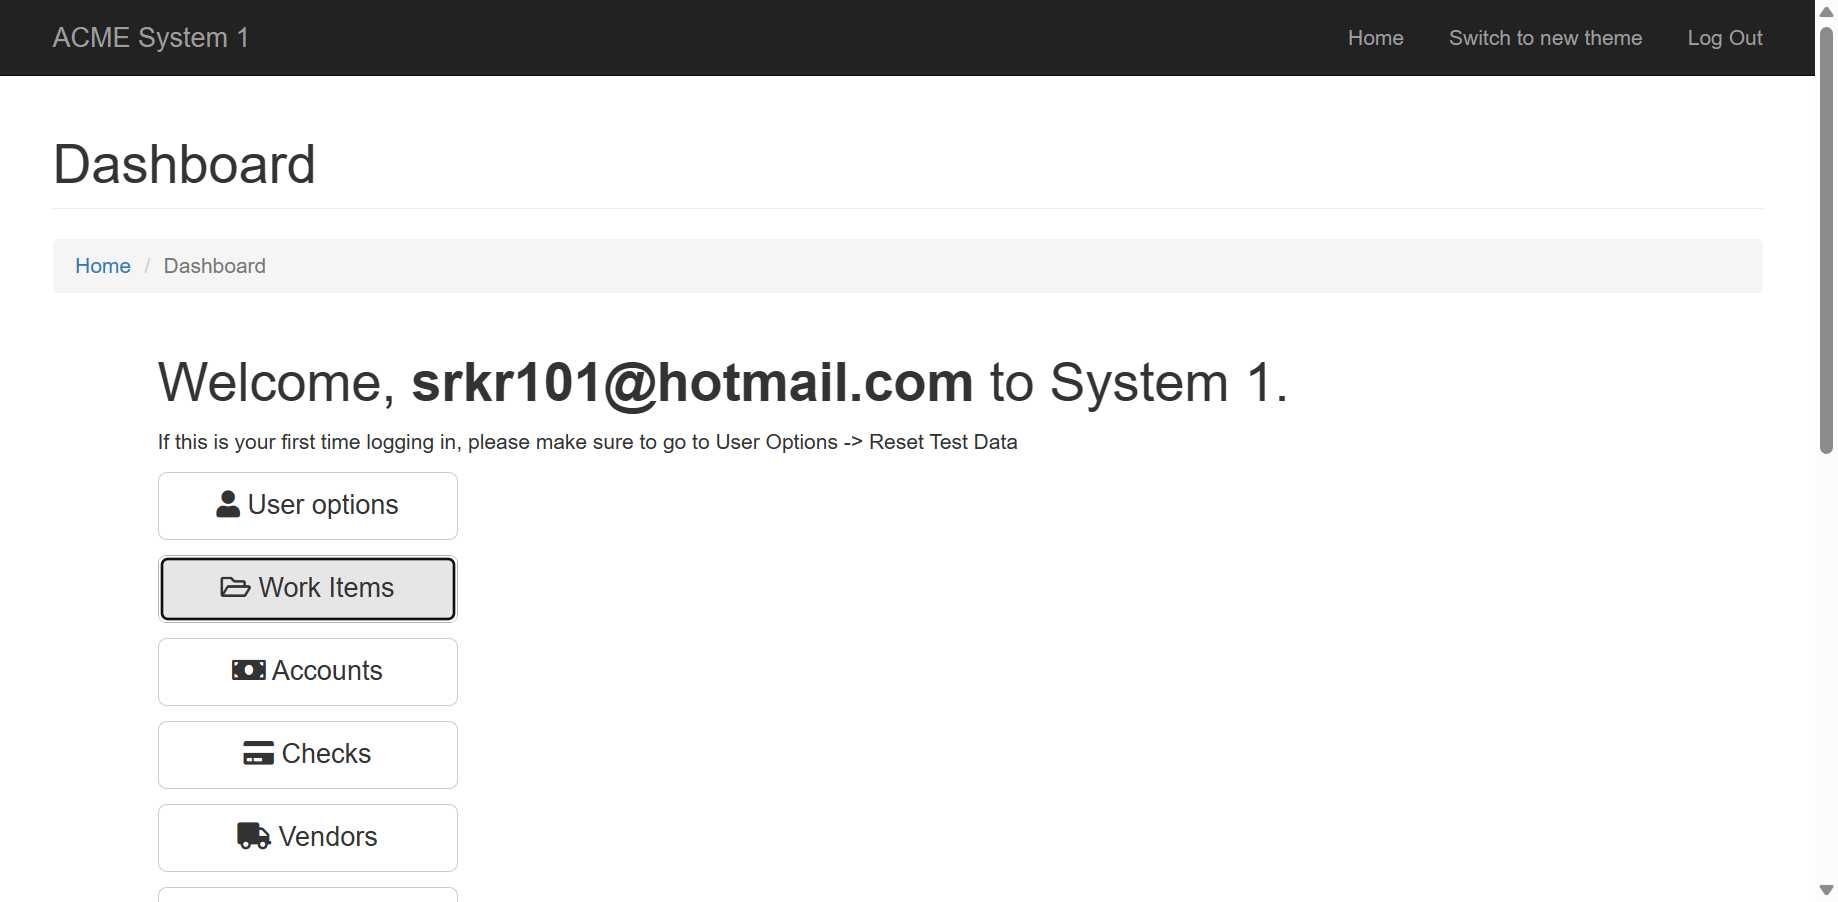 ACME System 1
Home
Switch to new theme
Log Out
Dashboard
Home / Dashboard
Welcome, srkr101@hotmail.com to System 1.
If this is your first time logging in, please make sure to go to User Options -> Reset Test Data
User options
Work Items
Accounts
Checks
Vendors